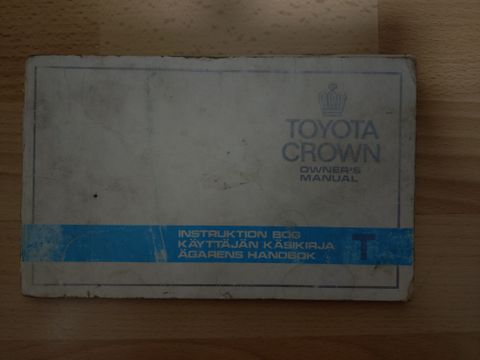 TOYOTA
CROWN
OWNER'S
MANUAL
INSTRUKTION BOG
KÄYTTÄJÄN KÄSIKIRJA
ÄGARENS HANDBOK
T